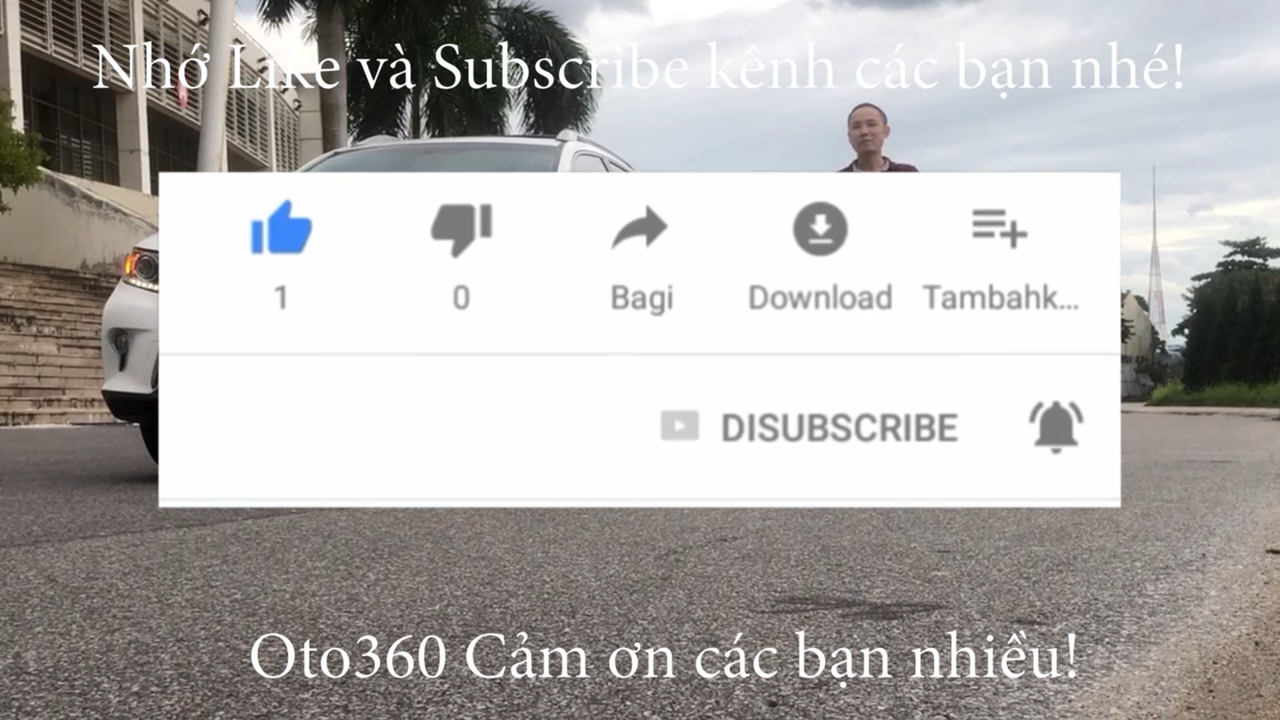 Nhớ Like và Subscribe kênh các bạn nhé!
1 0 Bagi Download Tambahk...
DISUBSCRIBE
Oto360 Cảm ơn các bạn nhiều!